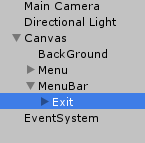 Main Camera
Directional Light
Canvas
BackGround
Menu
MenuBar
Exit
EventSystem